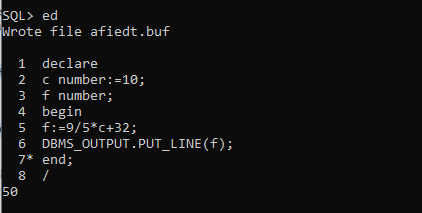 SQL> ed
Wrote file afiedt.buf
1 declare
2 c number:=10;
3 f number;
4 begin
5 f:=9/5*c+32;
6 DBMS_OUTPUT.PUT_LINE(f);
7* end;
8 /
50